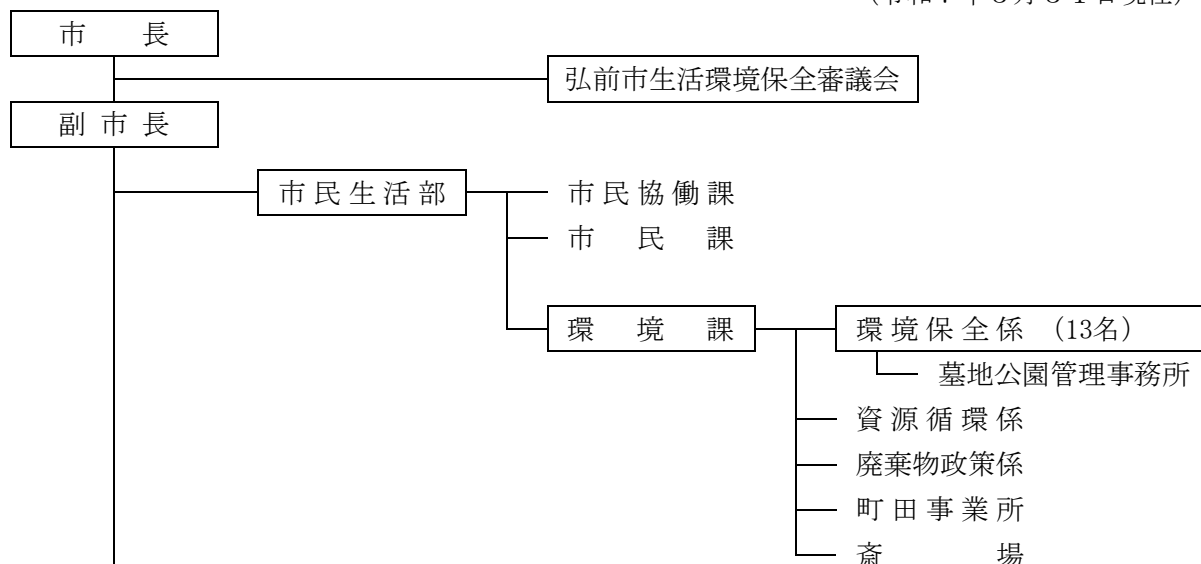 市長
弘前市生活環境保全審議会
副市長
市民生活部
市民協働課
市民課
環境課
環境保全係 (13名)
墓地公園管理事務所
資源循環係
廃棄物政策係
町田事業所
斎場